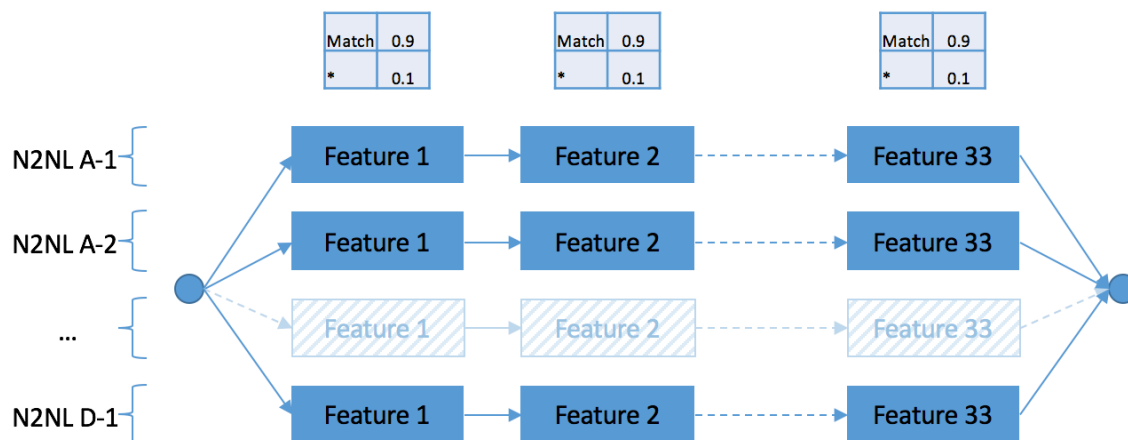 Match 0.9 Match 0.9 Match 0.9
* 0.1 * 0.1 * 0.1
N2NL A-1 Feature 1 Feature 2 Feature 33
N2NL A-2 Feature 1 Feature 2 Feature 33
... Feature 1 Feature 2 Feature 33
N2NL D-1 Feature 1 Feature 2 Feature 33